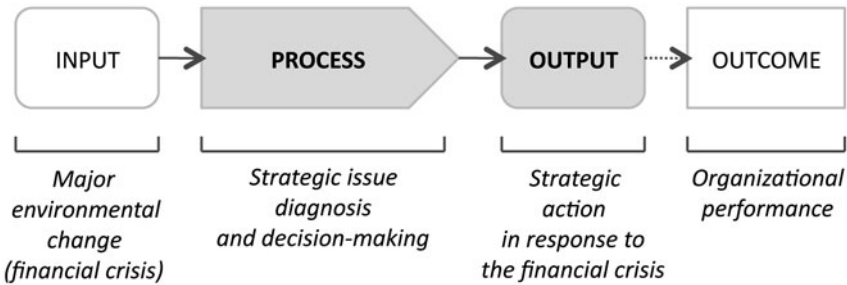 INPUT
PROCESS
OUTPUT
OUTCOME
Major
environmental
change
(financial crisis)
Strategic issue
diagnosis
and decision-making
Strategic
action
in response to
the financial crisis
Organizational
performance